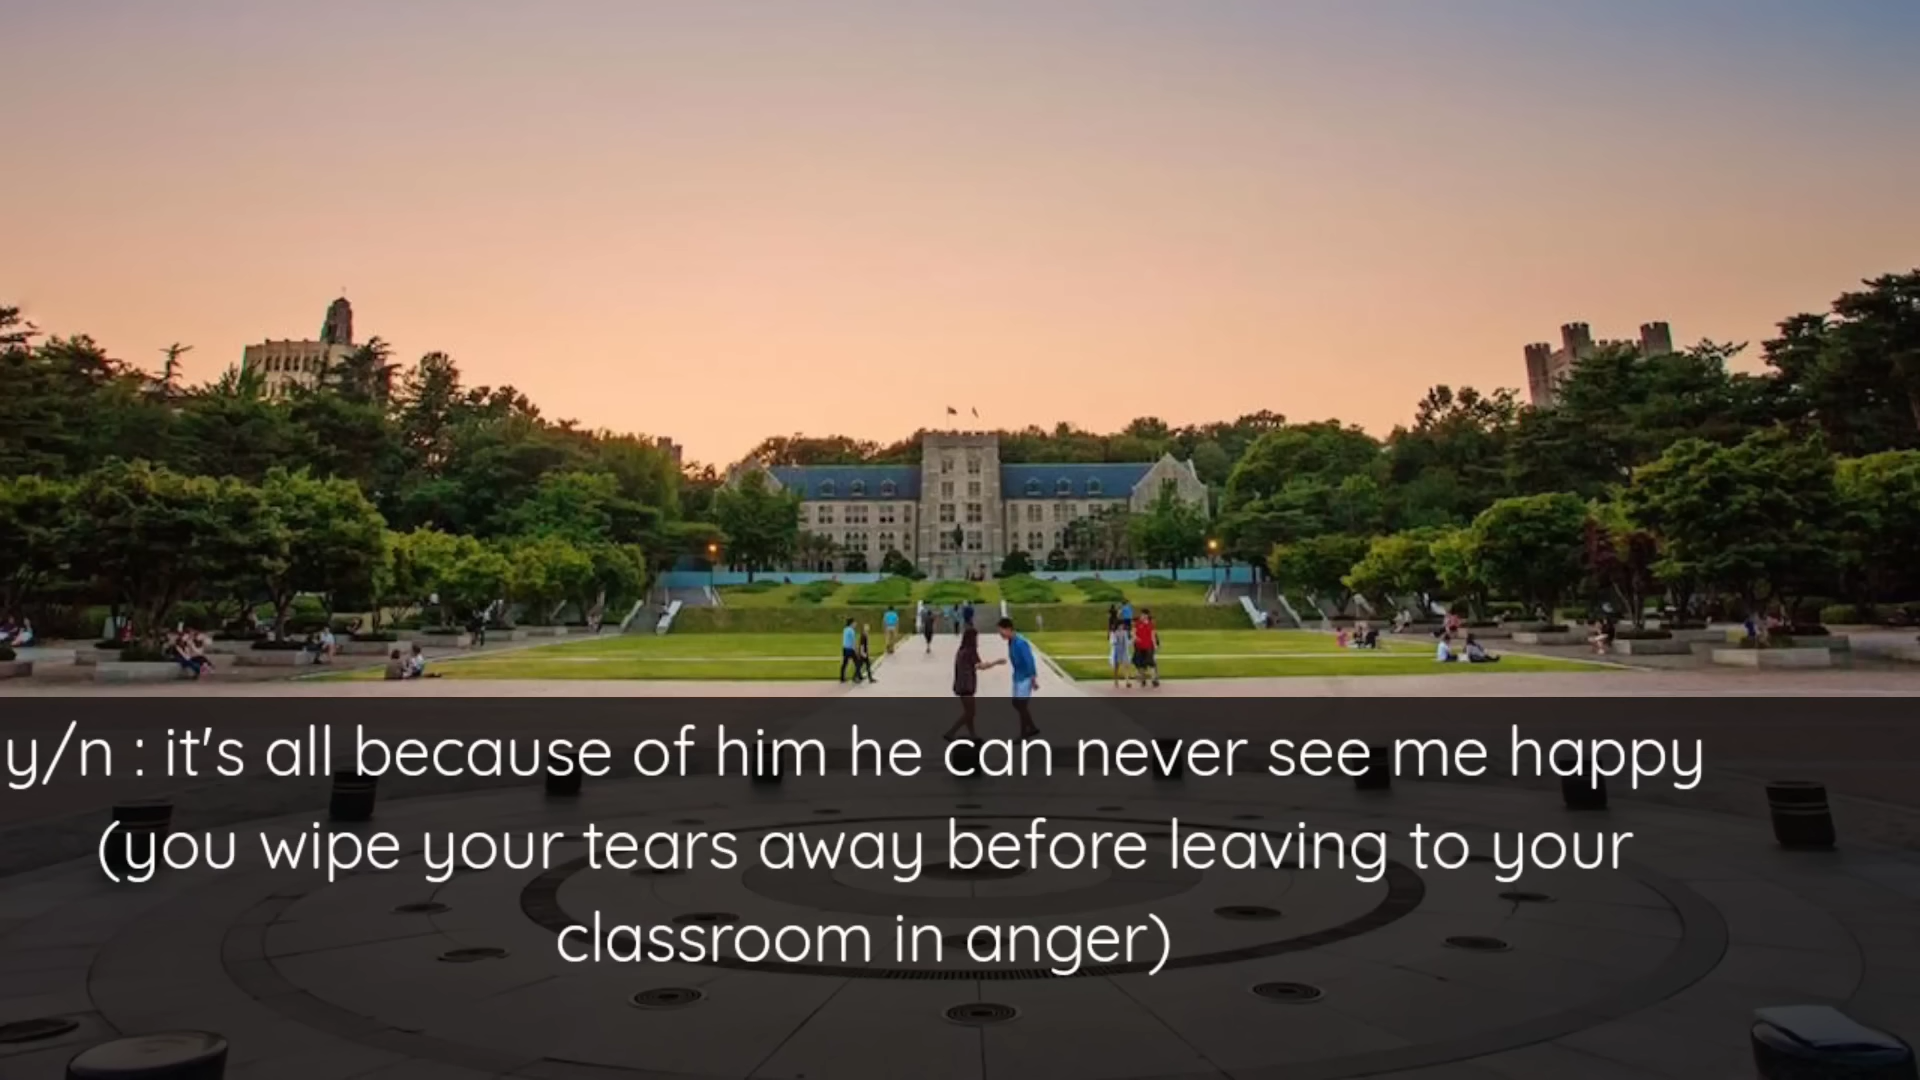 y/n : it's all because of him he can never see me happy
(you wipe your tears away before leaving to your
classroom in anger)